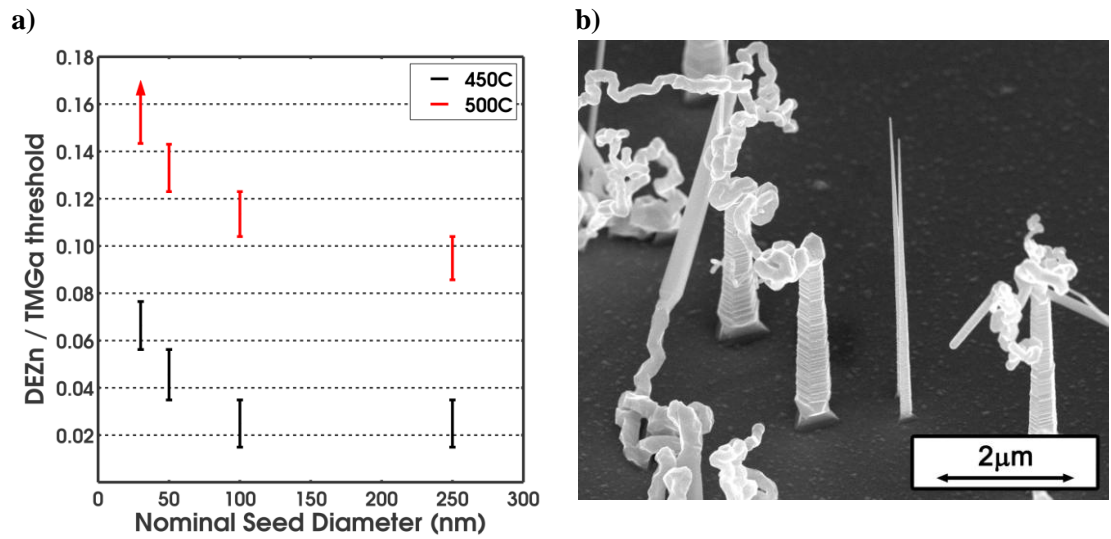 a)
b)
0.18
0.16
0.14
0.12
0.10
0.08
0.06
0.04
0.02
0
50
100
150
200
250
300
DEZn / TMGa threshold
Nominal Seed Diameter (nm)
450C
500C
2μm